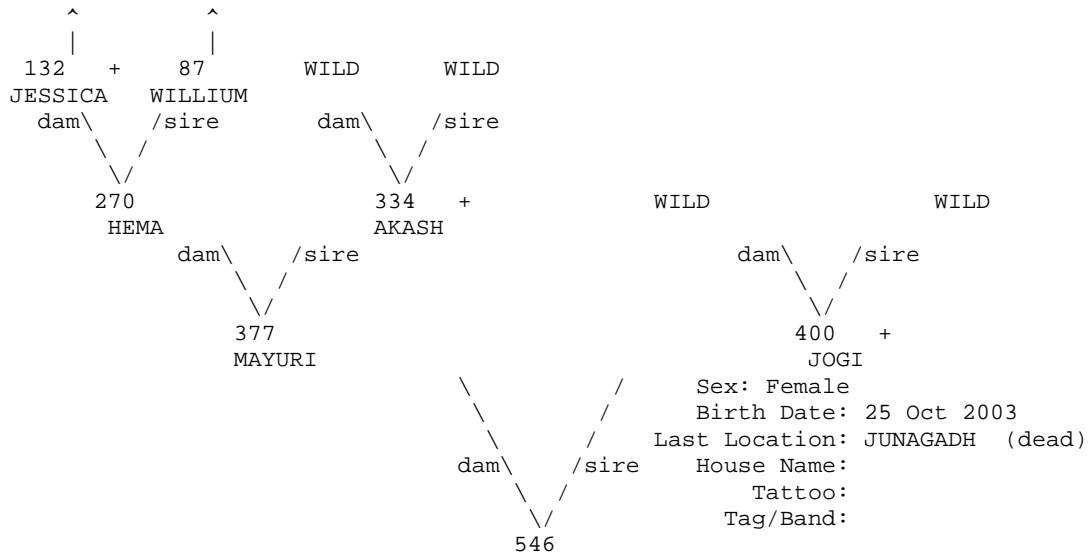 ^ ^
| |
132 + 87 WILD WILD
JESSICA WILLIUM
dam\ /sire dam\ /sire
\ / \ /
\/ \/
270 334 + WILD WILD
HEMA AKASH
dam\ /sire dam\ /sire
\ / \ /
\/ \/
377 400 +
MAYURI JOGI
\ / Sex: Female
\ / Birth Date: 25 Oct 2003
\ / Last Location: JUNAGADH (dead)
dam\ /sire House Name:
\ / Tattoo:
\/ Tag/Band:
546